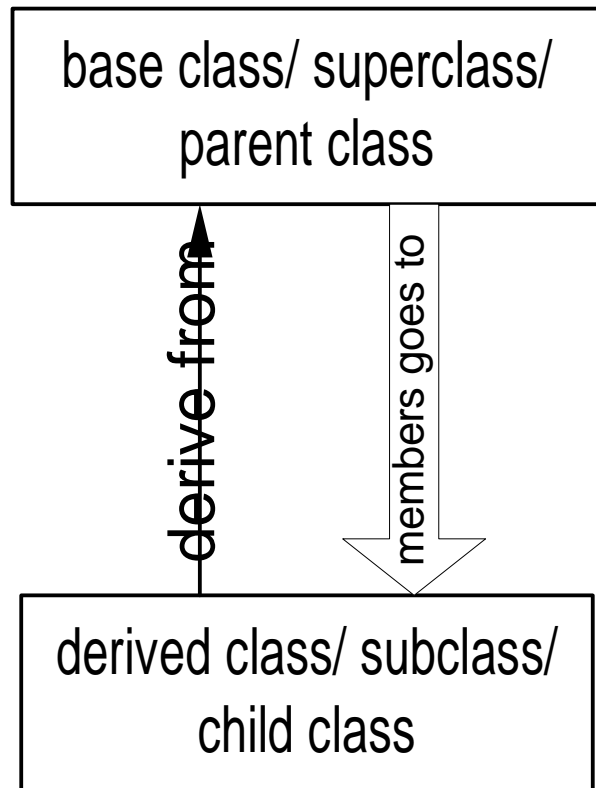 base class/ superclass/
parent class
derive from
members goes to
derived class/ subclass/
child class